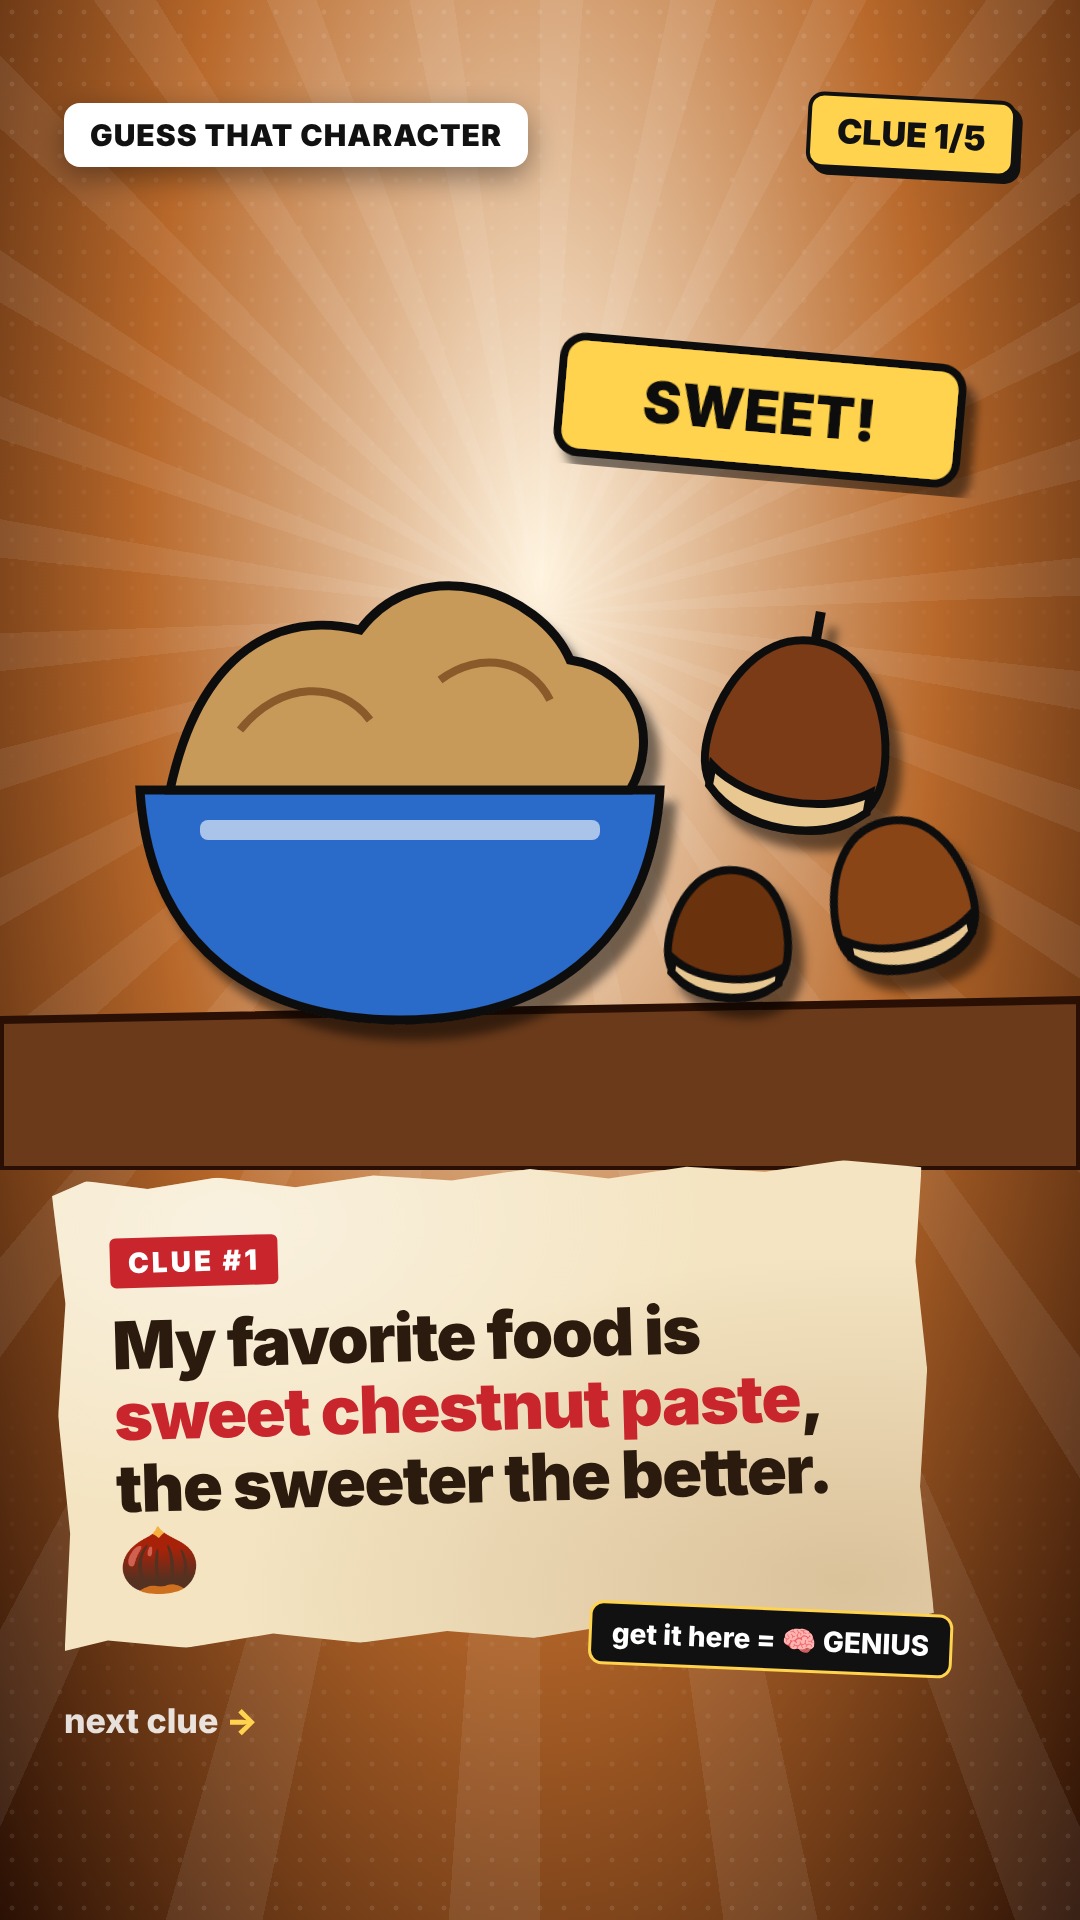 GUESS THAT CHARACTER
CLUE 1/5
SWEET!
CLUE #1
My favorite food is
sweet chestnut paste,
the sweeter the better.
🌰
get it here = 🧠 GENIUS
next clue →